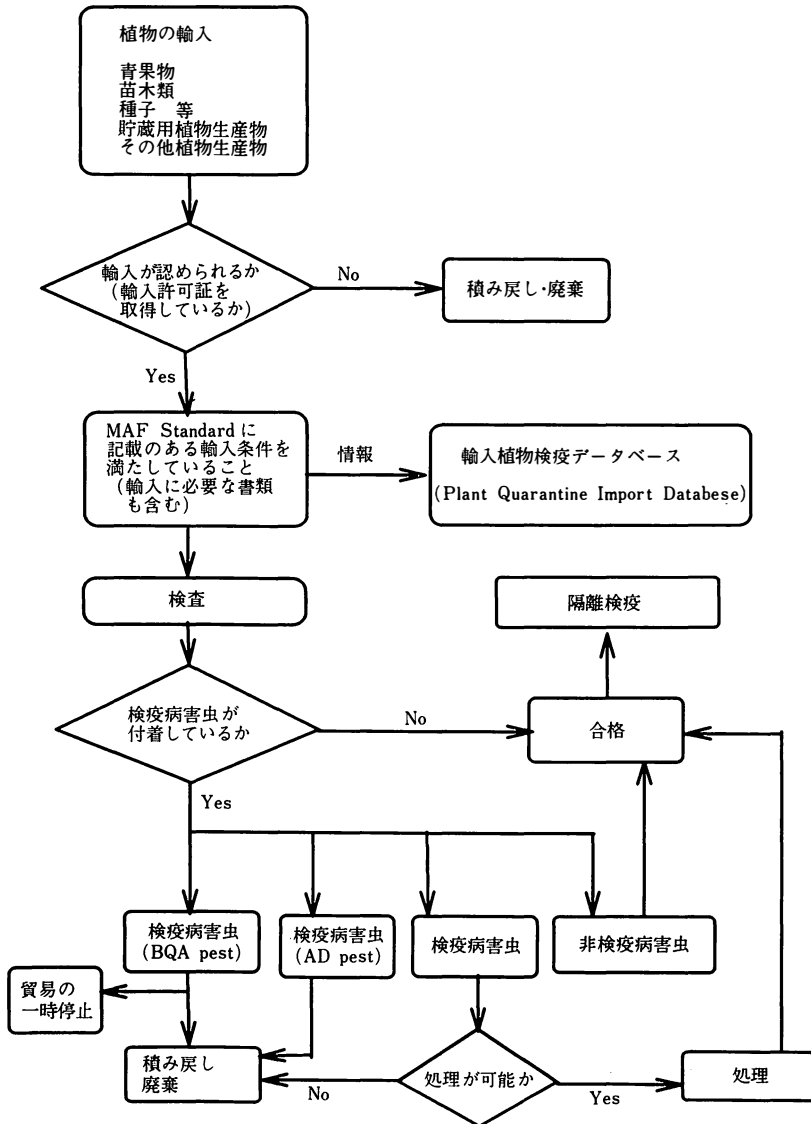 植物の輸入
青果物
苗木類
種子　等
貯蔵用植物生産物
その他植物生産物
輸入が認められるか
(輸入許可証を
取得しているか)
No
積み戻し・廃棄
Yes
MAF Standardに
記載のある輸入条件を
満たしていること
(輸入に必要な書類
も含む)
情報
輸入植物検疫データベース
(Plant Quarantine Import Databese)
検査
隔離検疫
検疫病害虫が
付着しているか
No
合格
Yes
検疫病害虫
(BQA pest)
検疫病害虫
(AD pest)
検疫病害虫
非検疫病害虫
貿易の
一時停止
積み戻し
廃棄
No
処理が可能か
Yes
処理